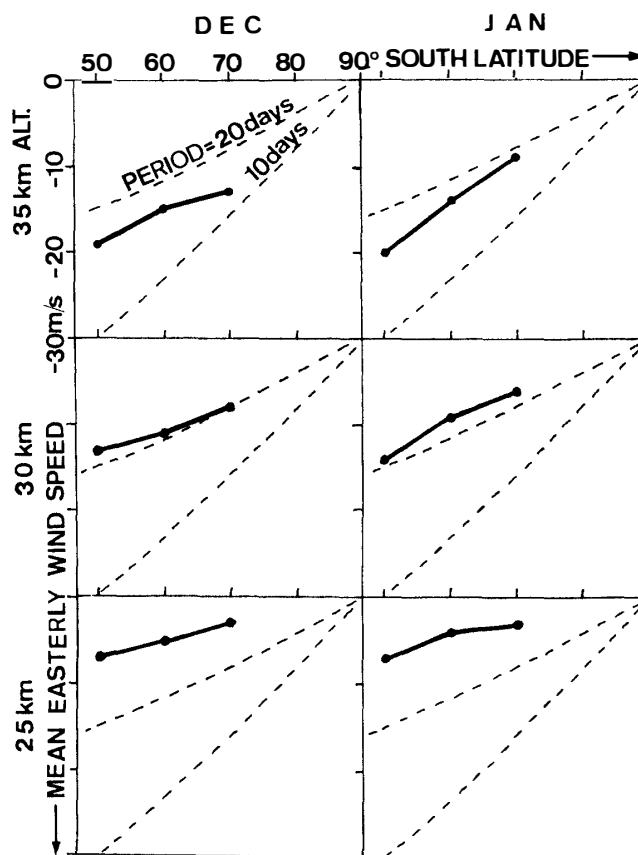 DEC JAN
50 60 70 80 90° SOUTH LATITUDE
0
-10
-20
-30m/s
35 km ALT.
PERIOD=20days
10days
30 km
25 km
MEAN EASTERLY WIND SPEED